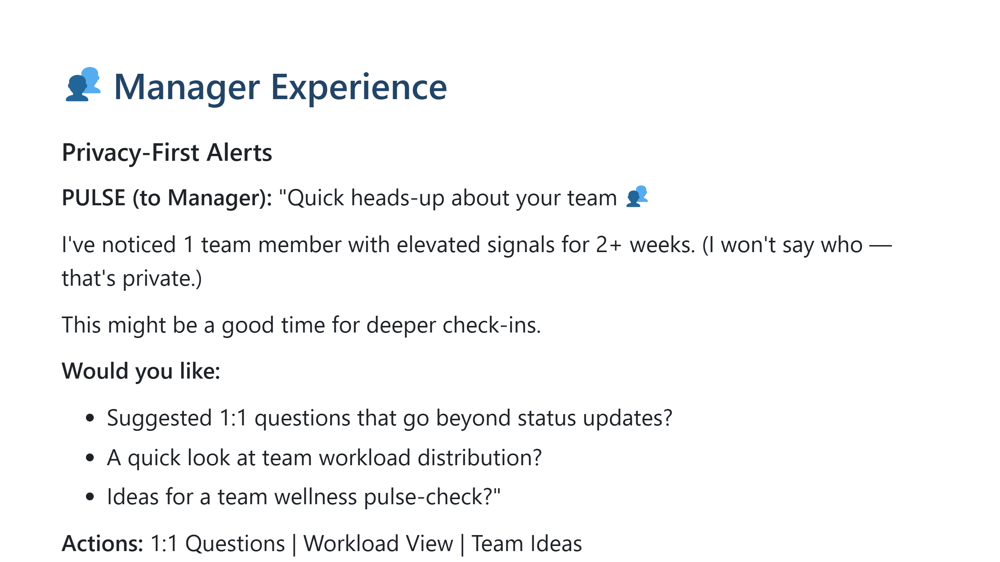 👥 Manager Experience
Privacy-First Alerts
PULSE (to Manager): "Quick heads-up about your team 👥
I've noticed 1 team member with elevated signals for 2+ weeks. (I won't say who —
that's private.)
This might be a good time for deeper check-ins.
Would you like:
• Suggested 1:1 questions that go beyond status updates?
• A quick look at team workload distribution?
• Ideas for a team wellness pulse-check?"
Actions: 1:1 Questions | Workload View | Team Ideas